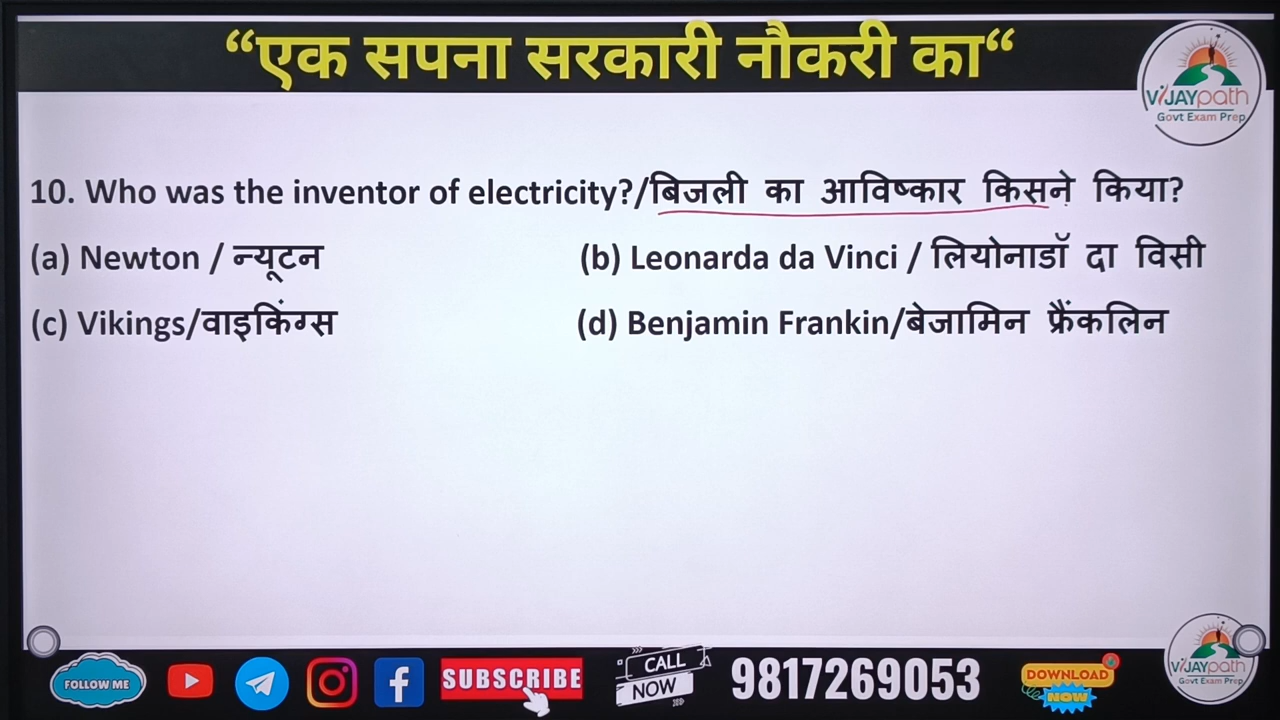 “एक सपना सरकारी नौकरी का“
VIJAYpath
Govt Exam Prep
10. Who was the inventor of electricity?/बिजली का आविष्कार किसने किया?
(a) Newton / न्यूटन
(b) Leonarda da Vinci / लियोनाडॉ दा विसी
(c) Vikings/वाइकिंग्स
(d) Benjamin Frankin/बेजामिन फ्रैंकलिन
FOLLOW ME
SUBSCRIBE
CALL NOW
9817269053
DOWNLOAD NOW
VIJAYpath
Govt Exam Prep